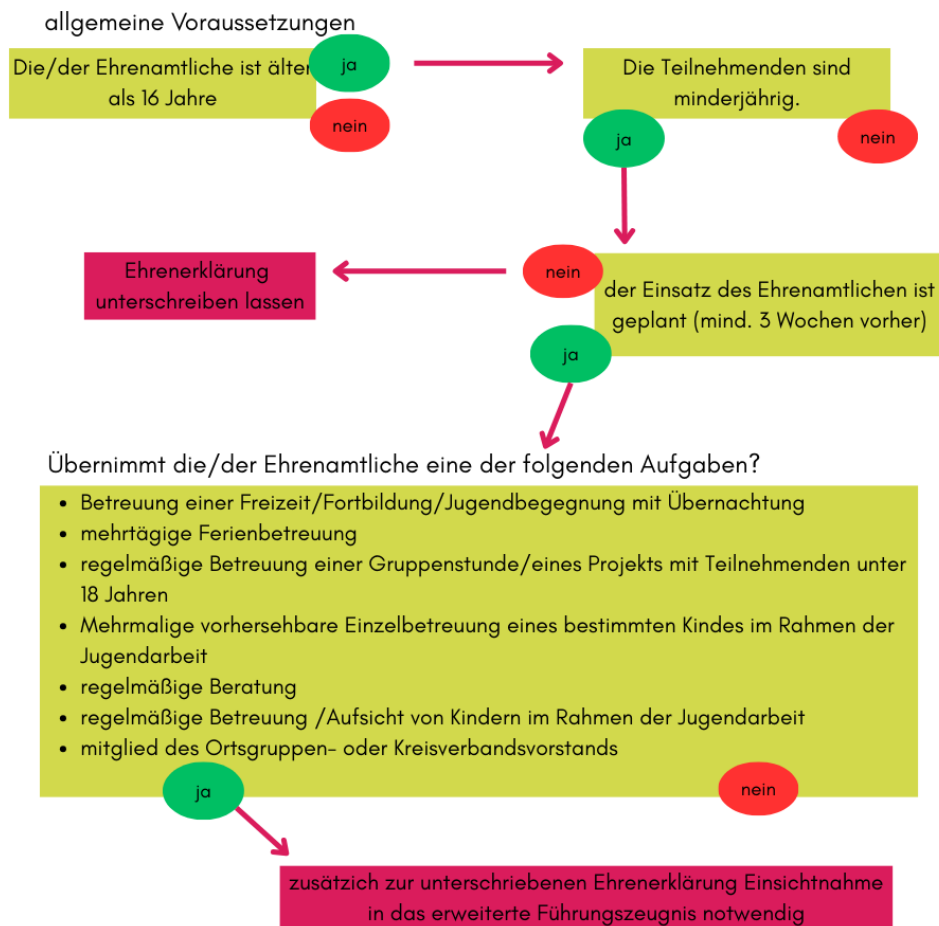 allgemeine Voraussetzungen
Die/der Ehrenamtliche ist älter
als 16 Jahre
ja
nein
Die Teilnehmenden sind
minderjährig.
ja
nein
Ehrenerklärung
unterschreiben lassen
nein
der Einsatz des Ehrenamtlichen ist
geplant (mind. 3 Wochen vorher)
ja
Übernimmt die/der Ehrenamtliche eine der folgenden Aufgaben?
• Betreuung einer Freizeit/Fortbildung/Jugendbegegnung mit Übernachtung
• mehrtägige Ferienbetreuung
• regelmäßige Betreuung einer Gruppenstunde/eines Projekts mit Teilnehmenden unter
18 Jahren
• Mehrmalige vorhersehbare Einzelbetreuung eines bestimmten Kindes im Rahmen der
Jugendarbeit
• regelmäßige Beratung
• regelmäßige Betreuung /Aufsicht von Kindern im Rahmen der Jugendarbeit
• mitglied des Ortsgruppen- oder Kreisverbandsvorstands
ja
nein
zusätzich zur unterschriebenen Ehrenerklärung Einsichtnahme
in das erweiterte Führungszeugnis notwendig